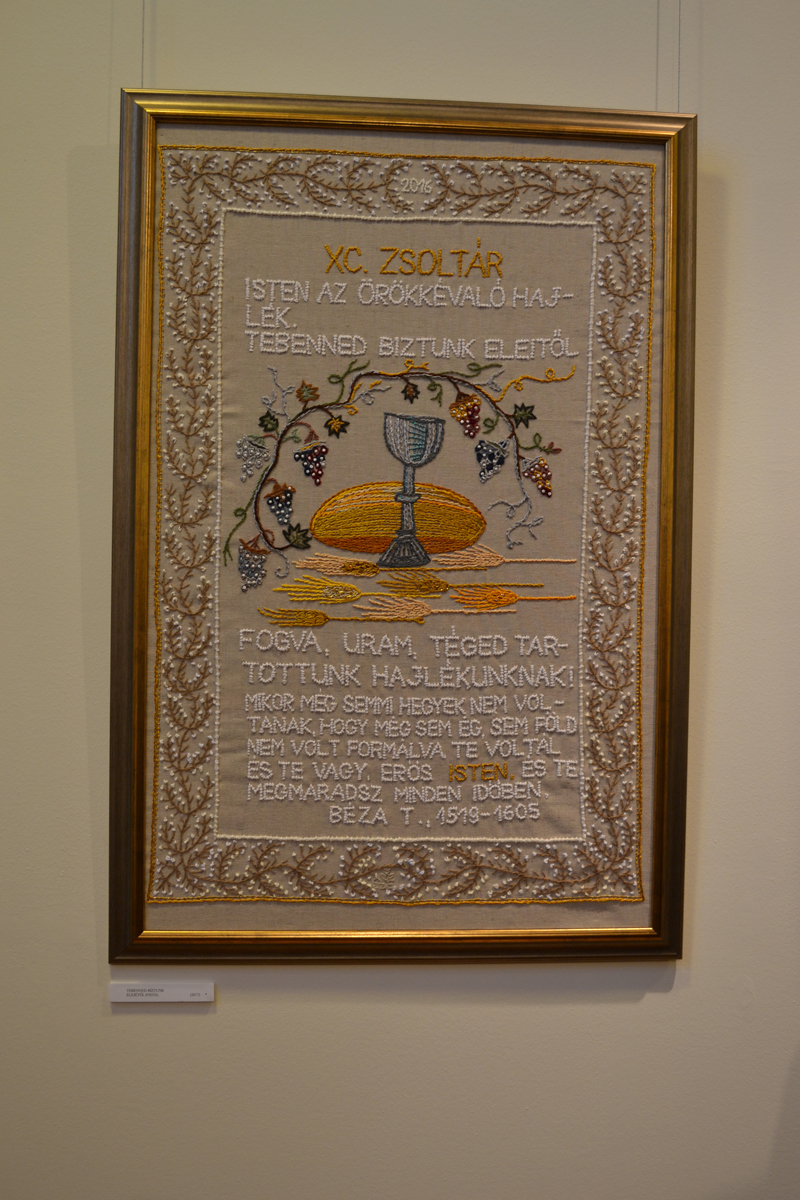 2016
XC. ZSOLTÁR
ISTEN AZ ÖRÖKKÉVALÓ HAJ-
LÉK.
TEBENNED BIZTUNK ELEITŐL
FOGVA, URAM, TÉGED TAR-
TOTTUNK HAJLÉKUNKNAK!
MIKOR MÉG SEMMI HEGYEK NEM VOL-
TANAK, HOGY MÉG SEM ÉG, SEM FÖLD
NEM VOLT FORMÁLVA, TE VOLTÁL
ÉS TE VAGY, ERŐS ISTEN, ÉS TE
MEGMARADSZ MINDEN IDŐBEN.
BÉZA T., 1519-1605